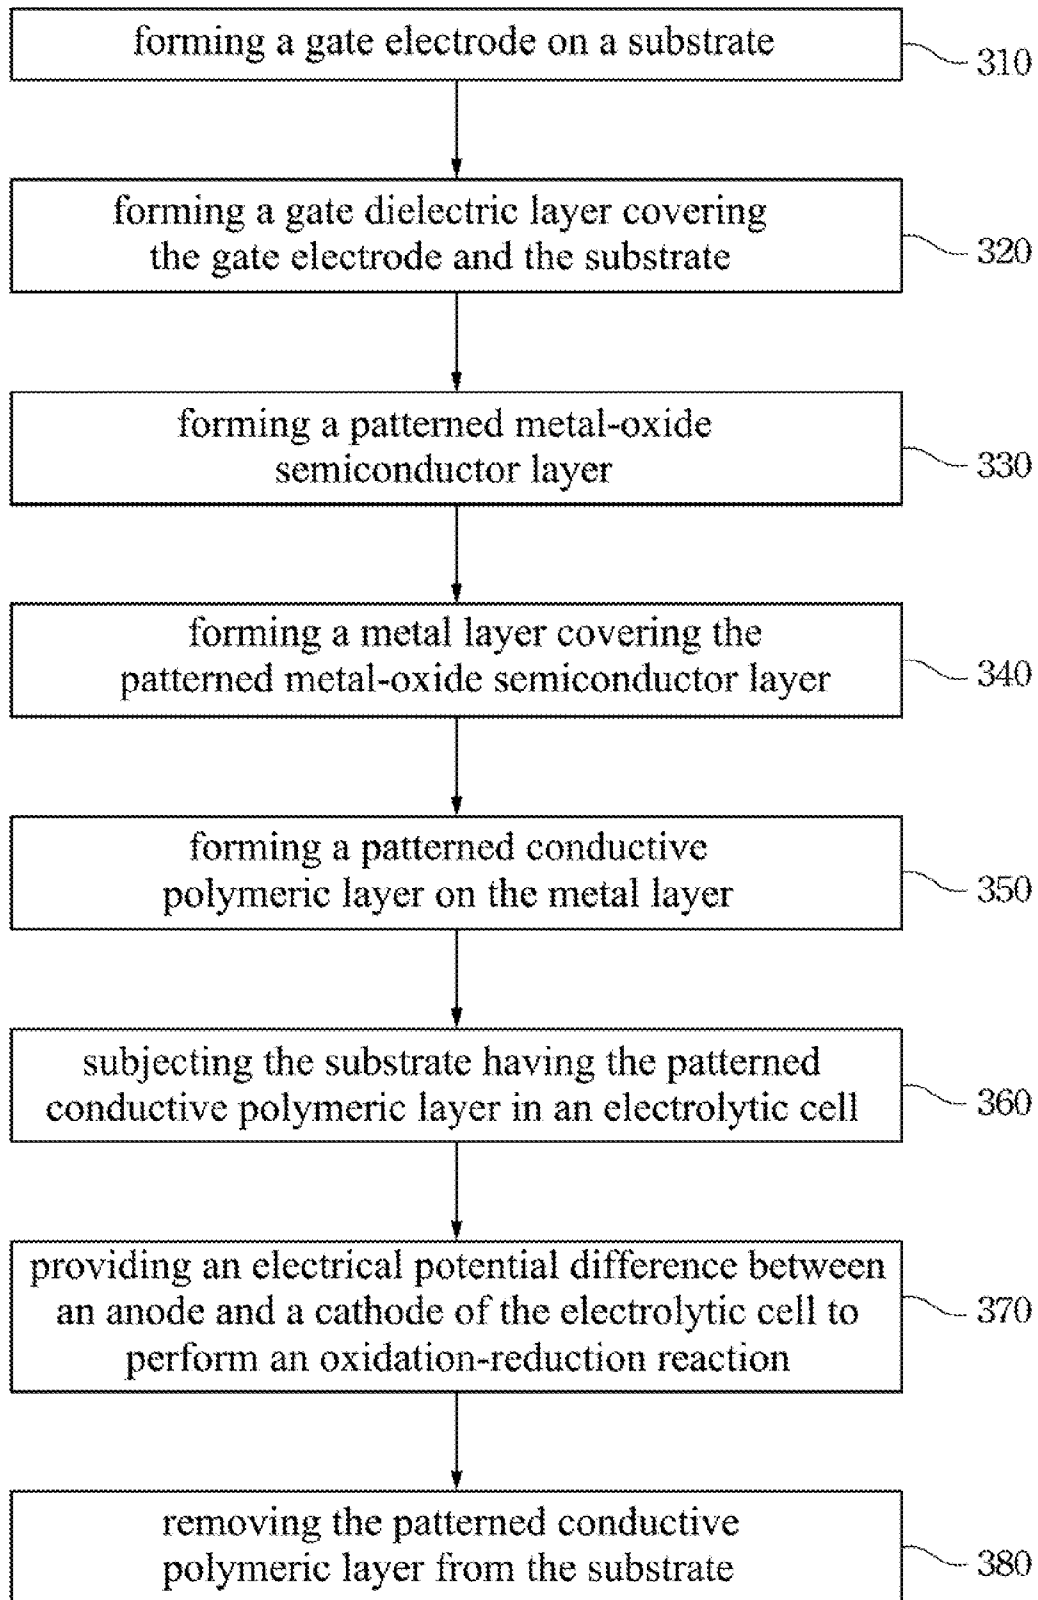 forming a gate electrode on a substrate
310
forming a gate dielectric layer covering
the gate electrode and the substrate
320
forming a patterned metal-oxide
semiconductor layer
330
forming a metal layer covering the
patterned metal-oxide semiconductor layer
340
forming a patterned conductive
polymeric layer on the metal layer
350
subjecting the substrate having the patterned
conductive polymeric layer in an electrolytic cell
360
providing an electrical potential difference between
an anode and a cathode of the electrolytic cell to
perform an oxidation-reduction reaction
370
removing the patterned conductive
polymeric layer from the substrate
380